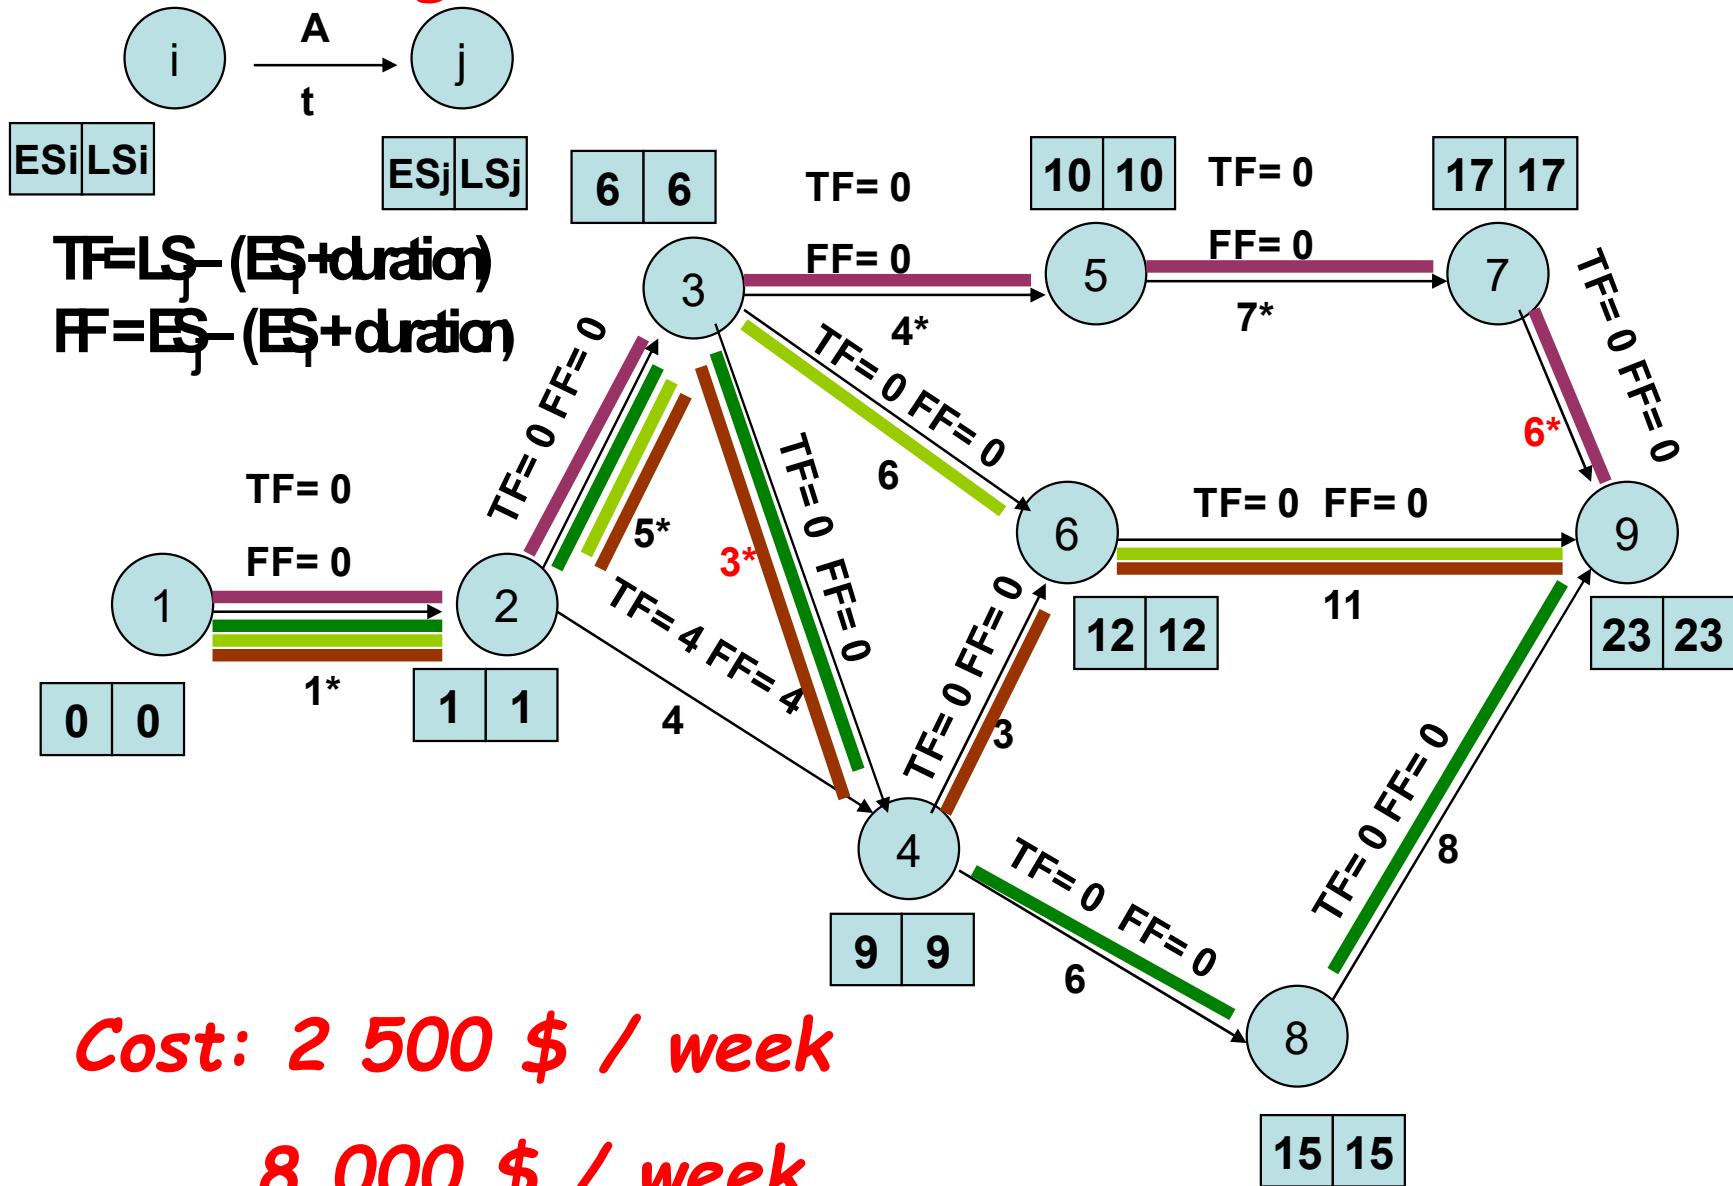 i
A
j
t
ESi LSi
ESj LSj
TF=LSj– (ESi+duration)
FF=ESj– (ESi+duration)
6 6
TF= 0
FF= 0
10 10
TF= 0
FF= 0
17 17
3
5
7
4*
7*
TF= 0 FF= 0
TF= 0 FF= 0
TF= 0 FF= 0
6*
6
TF= 0 FF= 0
TF= 0
FF= 0
5*
3*
TF= 0 FF= 0
6
9
11
1
2
1*
0 0
1 1
TF= 4 FF= 4
4
TF= 0 FF= 0
3
12 12
23 23
4
9 9
TF= 0 FF= 0
6
TF= 0 FF= 0
8
8
15 15
Cost: 2 500 $ / week
8 000 $ / week